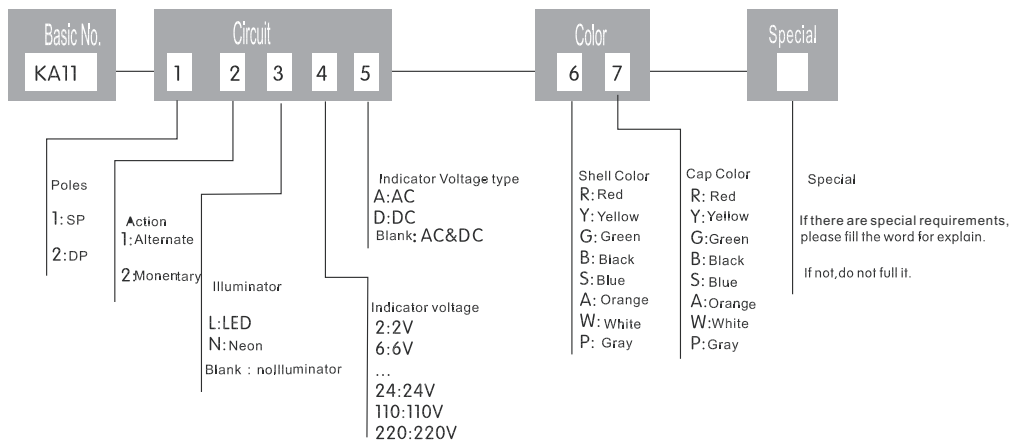 Basic No.
Circuit
Color
Special
KA11
1 2 3 4 5
6 7
Poles
1:SP
2:DP
Action
1:Alternate
2:Monentary
Illuminator
L:LED
N:Neon
Blank : noIlluminator
Indicator voltage
2:2V
6:6V
...
24:24V
110:110V
220:220V
Indicator Voltage type
A:AC
D:DC
Blank: AC&DC
Shell Color
R:Red
Y:Yellow
G:Green
B:Black
S:Blue
A:Orange
W:White
P:Gray
Cap Color
R:Red
Y:Yellow
G:Green
B:Black
S:Blue
A:Orange
W:White
P:Gray
Special
If there are special requirements,
please fill the word for explain.
If not,do not full it.